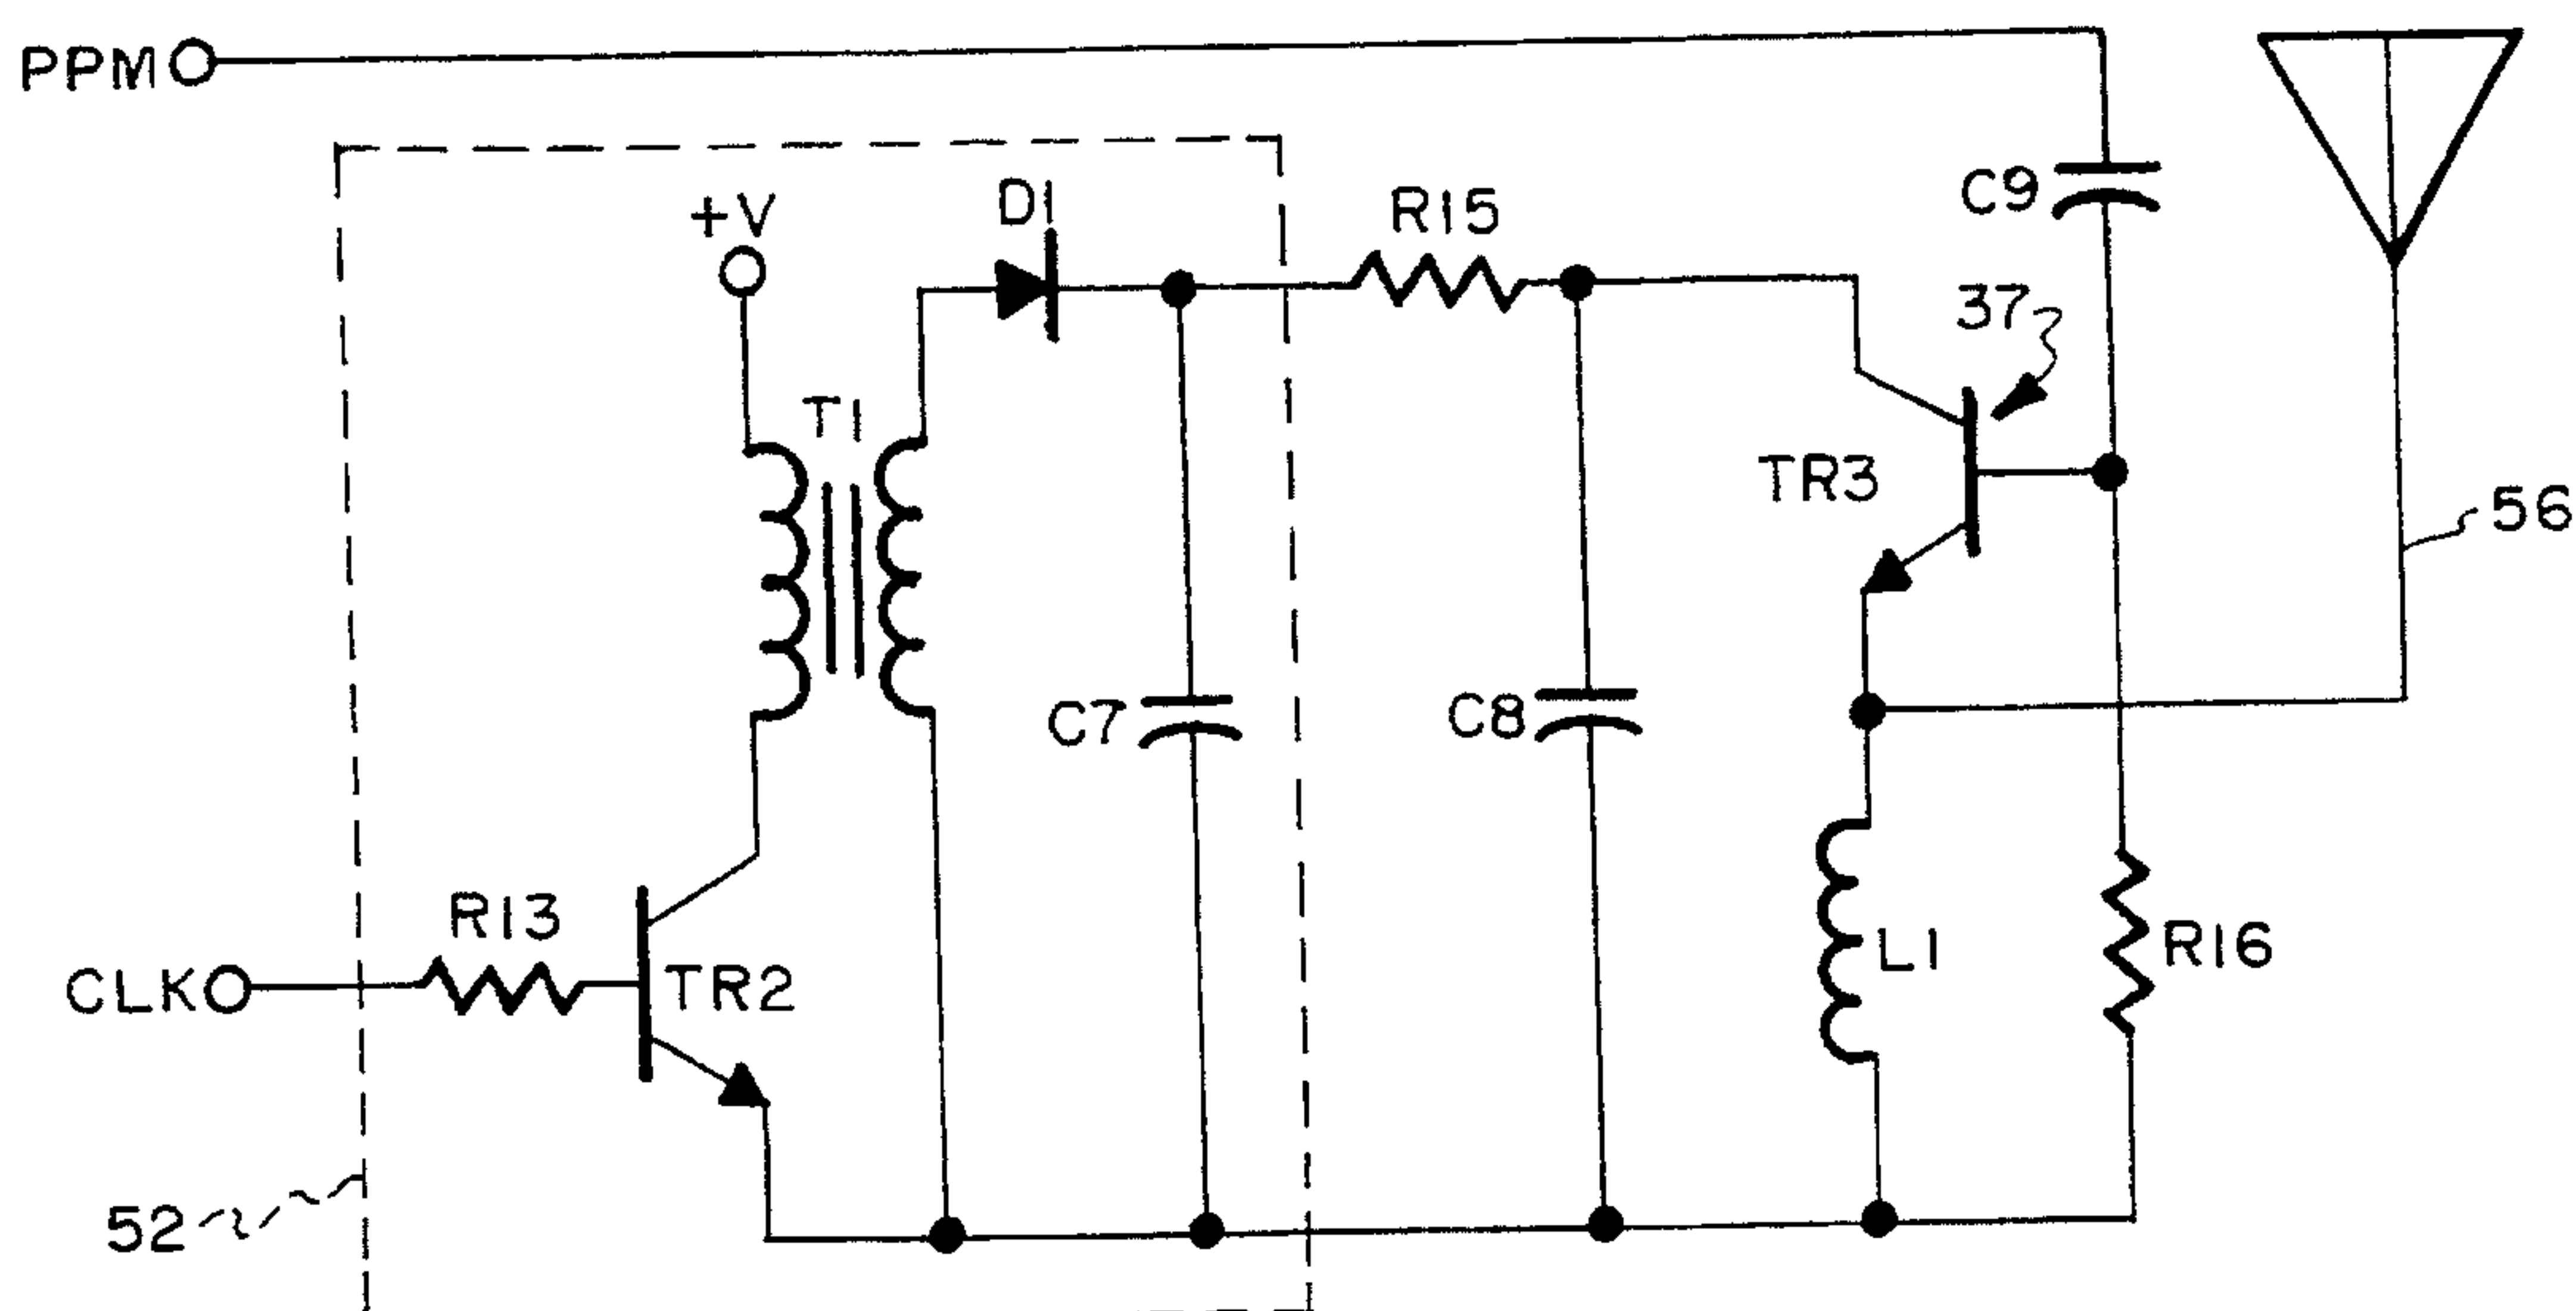 PPM
+V
D1
R15
C9
37
T1
TR3
56
C7
C8
R13
TR2
CLK
L1
R16
52